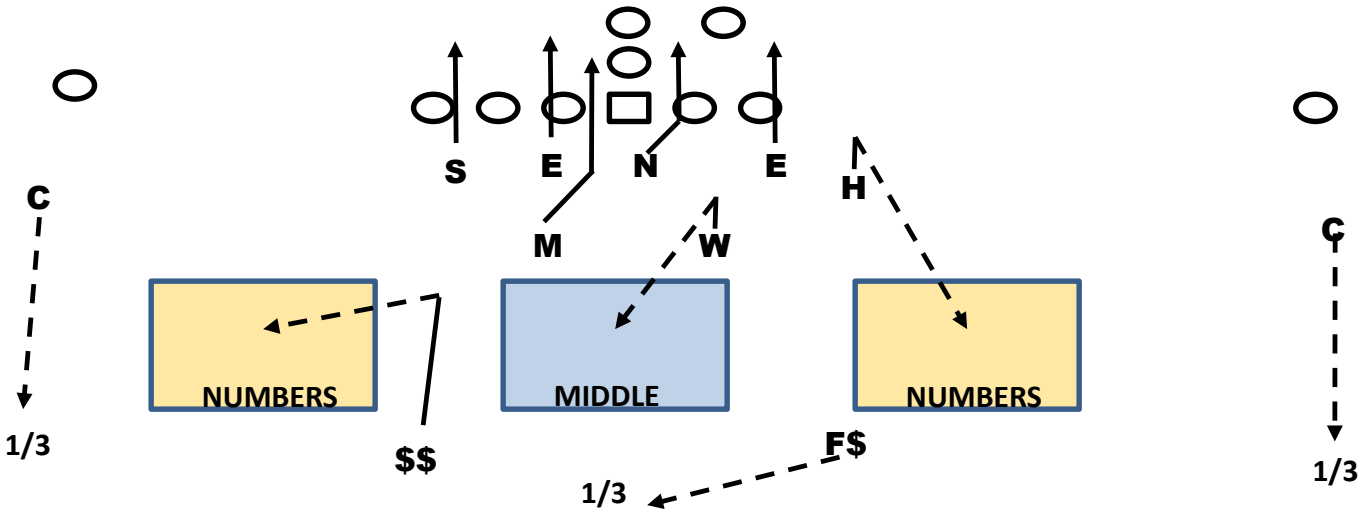 S E N E
H
C
C
M W
NUMBERS MIDDLE NUMBERS
1/3 $$ F$
1/3
1/3